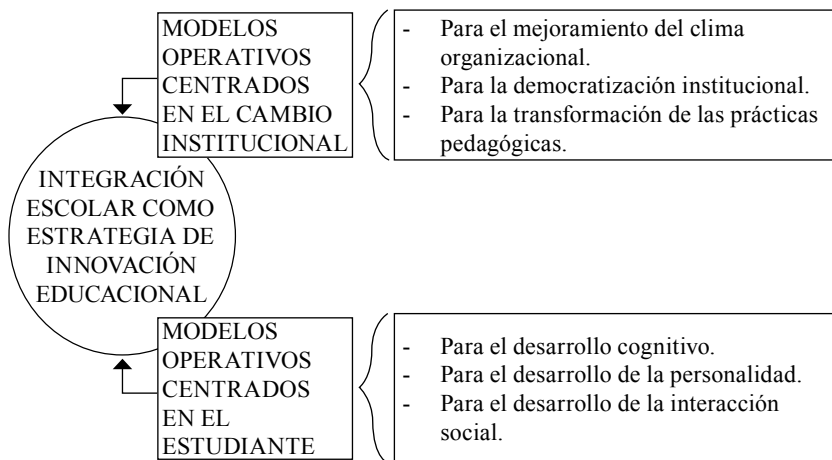 MODELOS
OPERATIVOS
CENTRADOS
EN EL CAMBIO
INSTITUCIONAL
- Para el mejoramiento del clima
organizacional.
- Para la democratización institucional.
- Para la transformación de las prácticas
pedagógicas.
INTEGRACIÓN
ESCOLAR COMO
ESTRATEGIA DE
INNOVACIÓN
EDUCACIONAL
MODELOS
OPERATIVOS
CENTRADOS
EN EL
ESTUDIANTE
- Para el desarrollo cognitivo.
- Para el desarrollo de la personalidad.
- Para el desarrollo de la interacción
social.